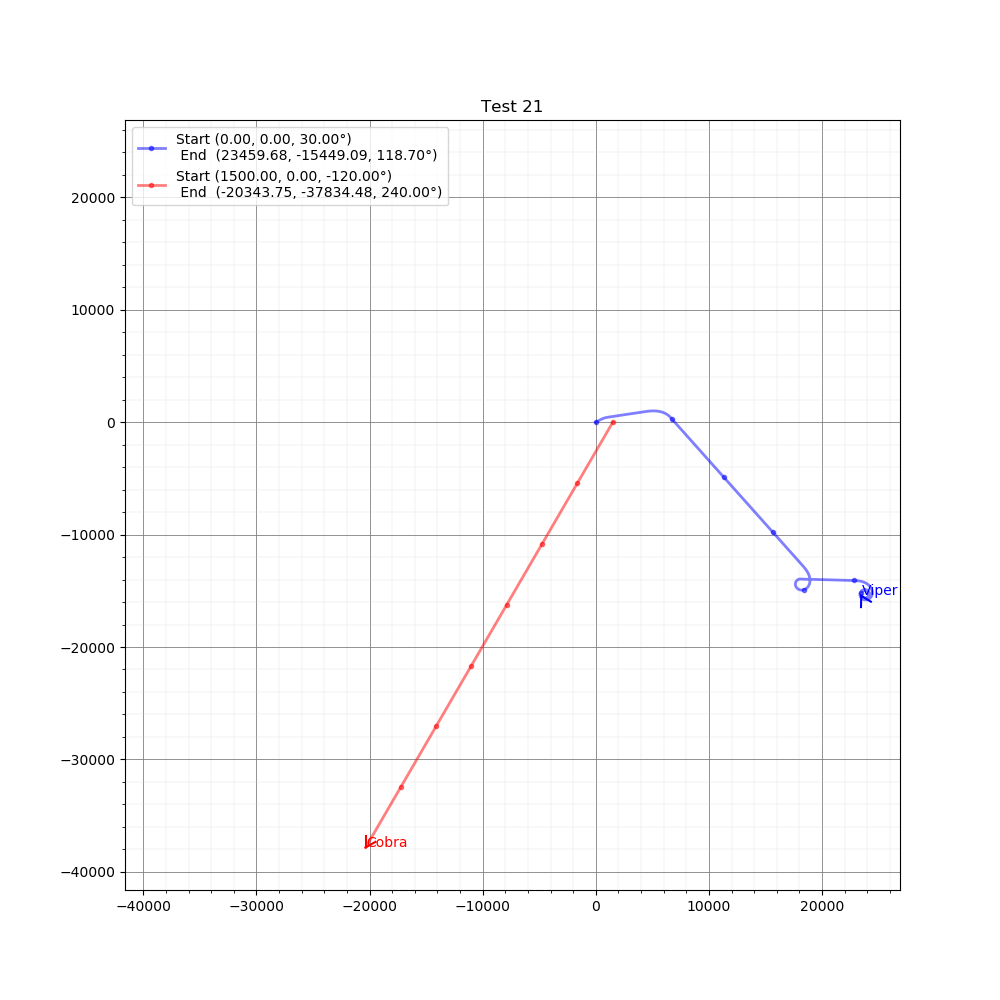 Test 21
Start (0.00, 0.00, 30.00°)
End (23459.68, -15449.09, 118.70°)
Start (1500.00, 0.00, -120.00°)
End (-20343.75, -37834.48, 240.00°)
20000
10000
0
−10000
−20000
−30000
−40000
Viper
Cobra
−40000 −30000 −20000 −10000 0 10000 20000